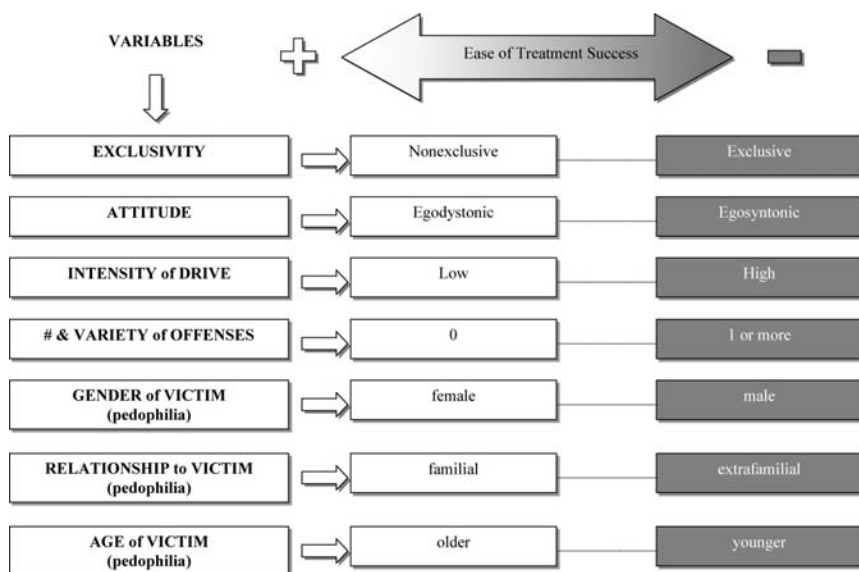 VARIABLES
Ease of Treatment Success
EXCLUSIVITY
Nonexclusive
Exclusive
ATTITUDE
Egodystonic
Egosyntonic
INTENSITY of DRIVE
Low
High
# & VARIETY of OFFENSES
0
1 or more
GENDER of VICTIM
(pedophilia)
female
male
RELATIONSHIP to VICTIM
(pedophilia)
familial
extrafamilial
AGE of VICTIM
(pedophilia)
older
younger